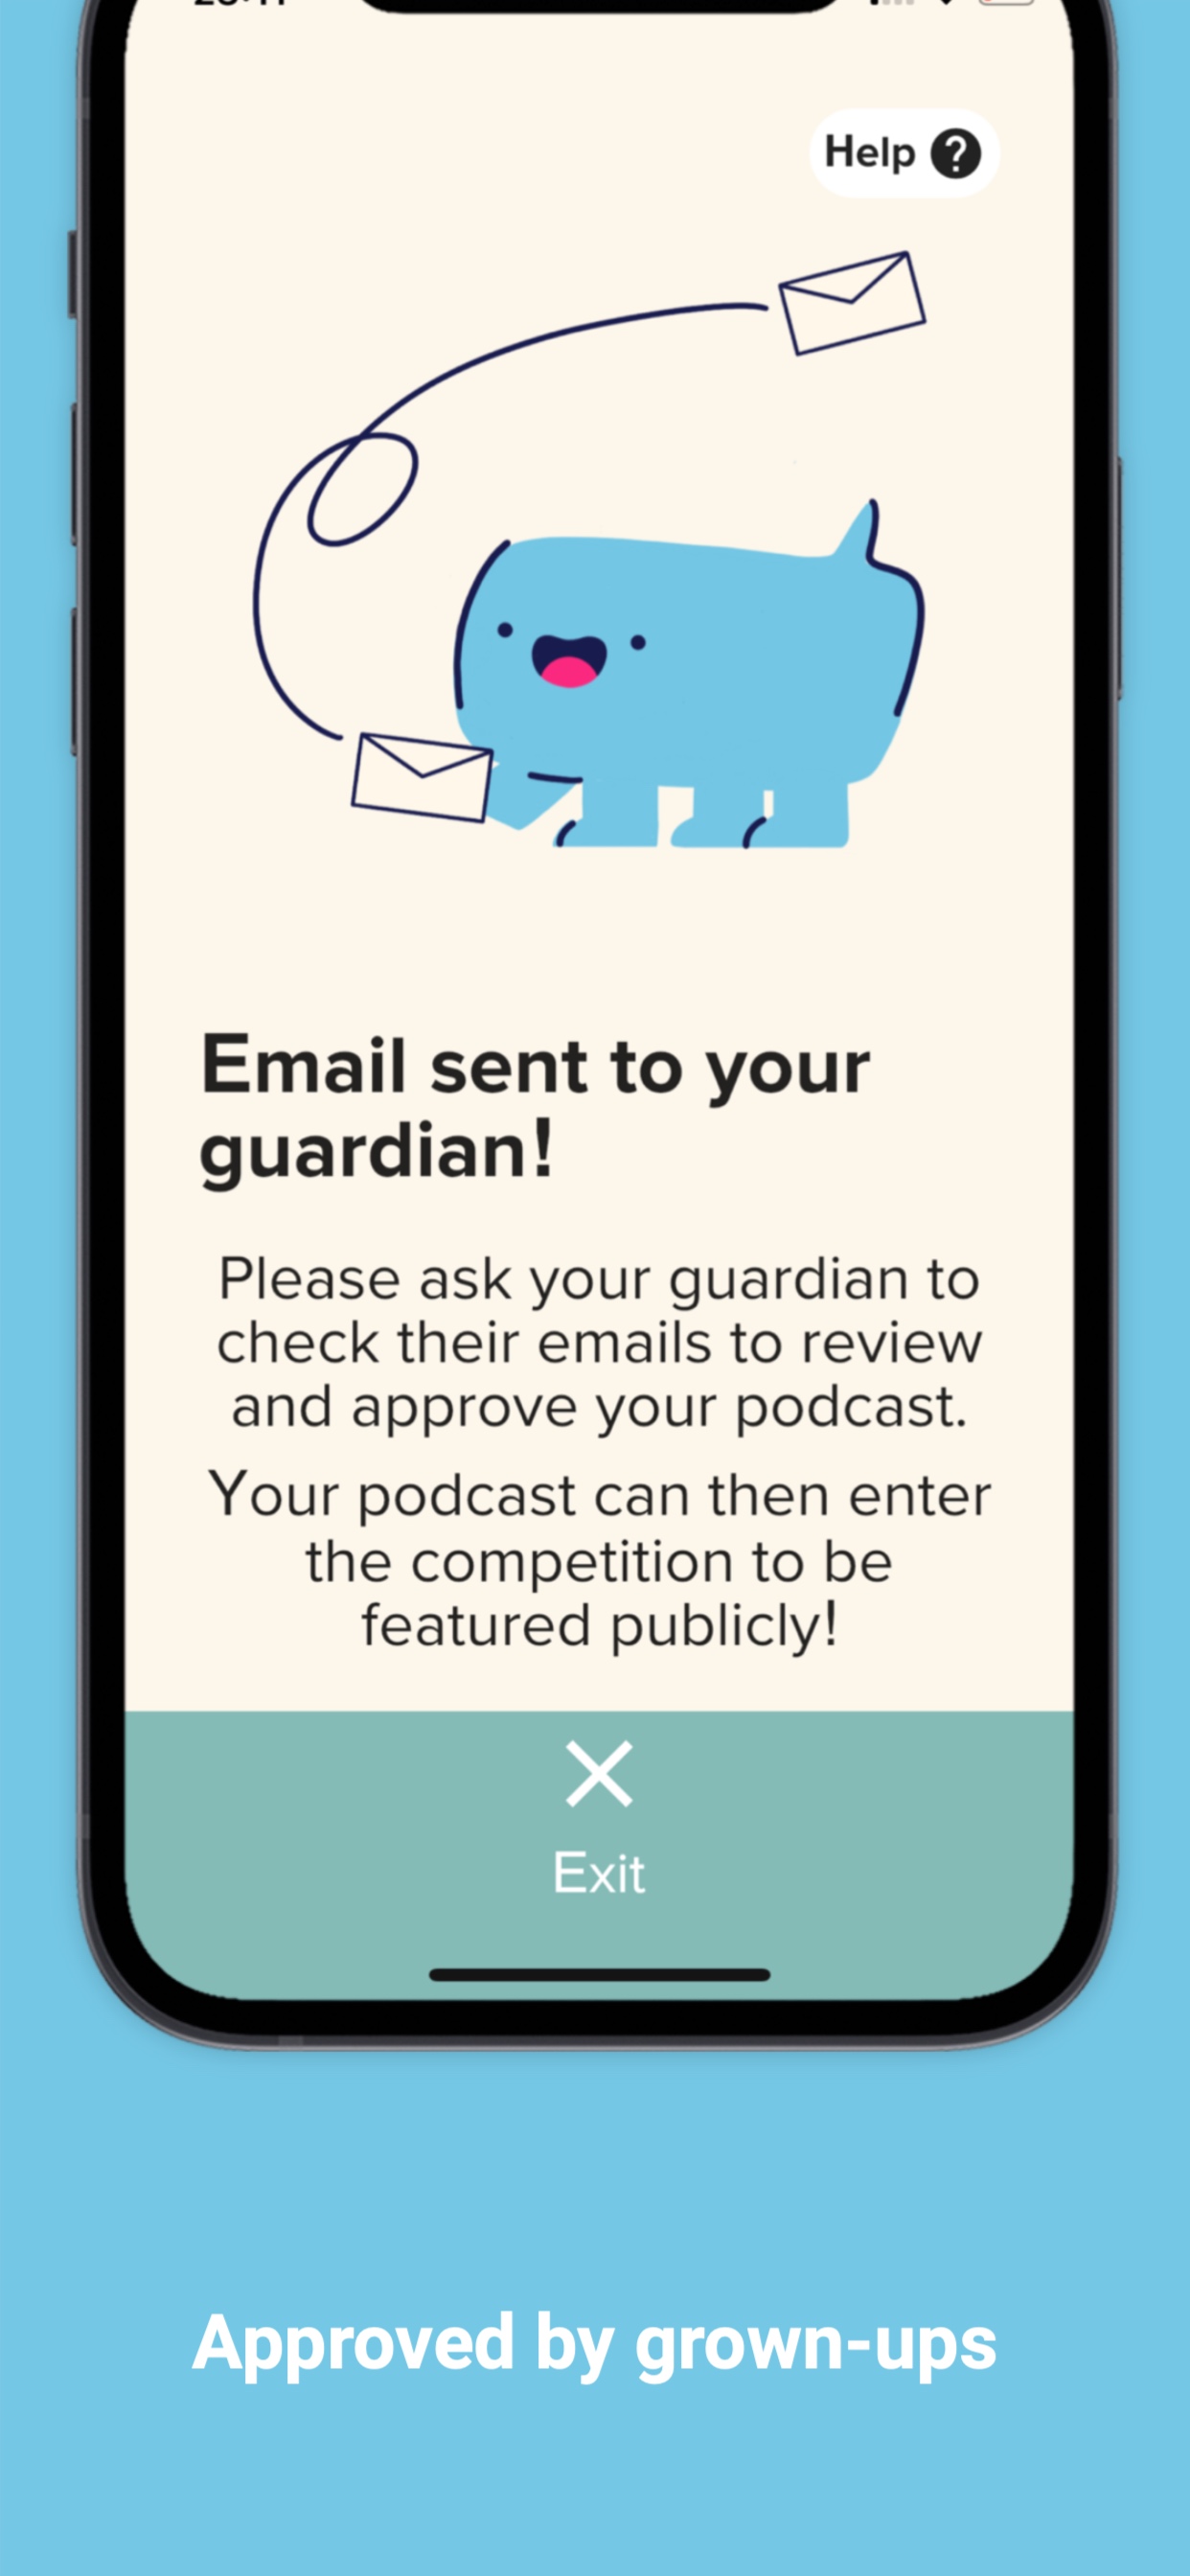 Help ?
Email sent to your
guardian!
Please ask your guardian to
check their emails to review
and approve your podcast.
Your podcast can then enter
the competition to be
featured publicly!
Exit
Approved by grown-ups